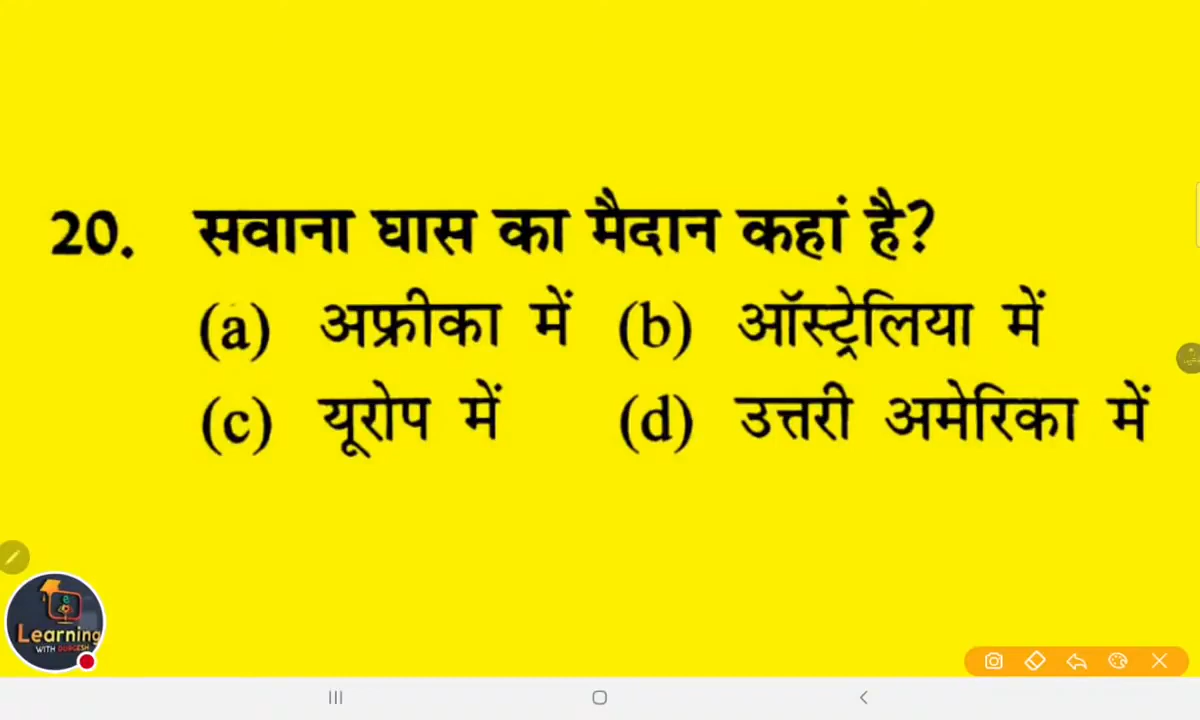 20. सवाना घास का मैदान कहां है?
(a) अफ्रीका में (b) ऑस्ट्रेलिया में
(c) यूरोप में (d) उत्तरी अमेरिका में
Learning
WITH DURGESH